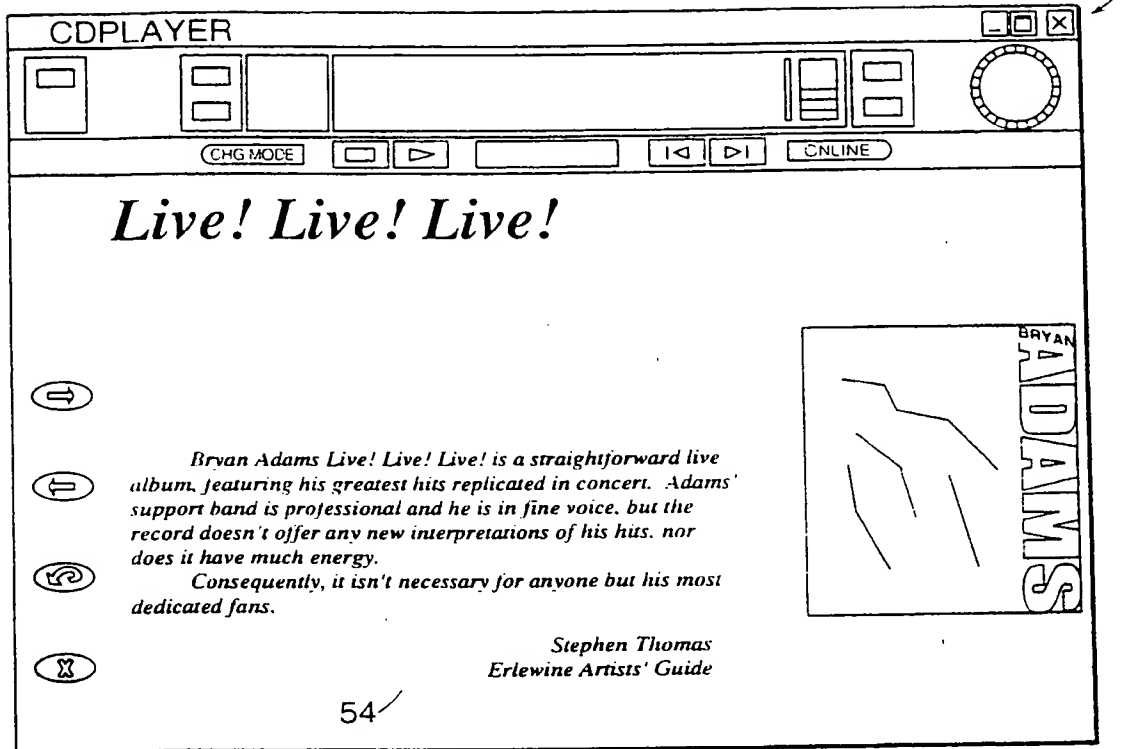 CDPLAYER
CHG MODE
ONLINE
Live! Live! Live!
BRYAN
ADAMS
Bryan Adams Live! Live! Live! is a straightforward live
album, featuring his greatest hits replicated in concert. Adams'
support band is professional and he is in fine voice, but the
record doesn't offer any new interpretations of his hits, nor
does it have much energy.
Consequently, it isn't necessary for anyone but his most
dedicated fans.
Stephen Thomas
Erlewine Artists' Guide
54